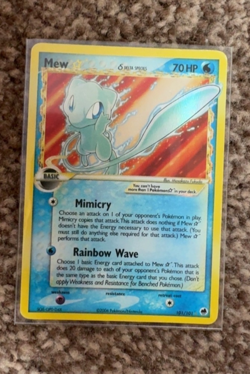 Mew
70 HP
BASIC
You can't have
more than 1 Pokémon ☆ in your deck.
Mimicry
Choose an attack on 1 of your opponent's Pokémon in play.
Mimicry copies that attack. This attack does nothing if Mew ☆
doesn't have the Energy necessary to use that attack. (You
must still do anything else required for that attack.) Mew ☆
performs that attack.
Rainbow Wave
Choose 1 basic Energy card attached to Mew ☆. This attack
does 20 damage to each of your opponent's Pokémon that is
the same type as the basic Energy card that you chose. (Don't
apply Weakness and Resistance for Benched Pokémon.)
weakness
resistance
retreat cost